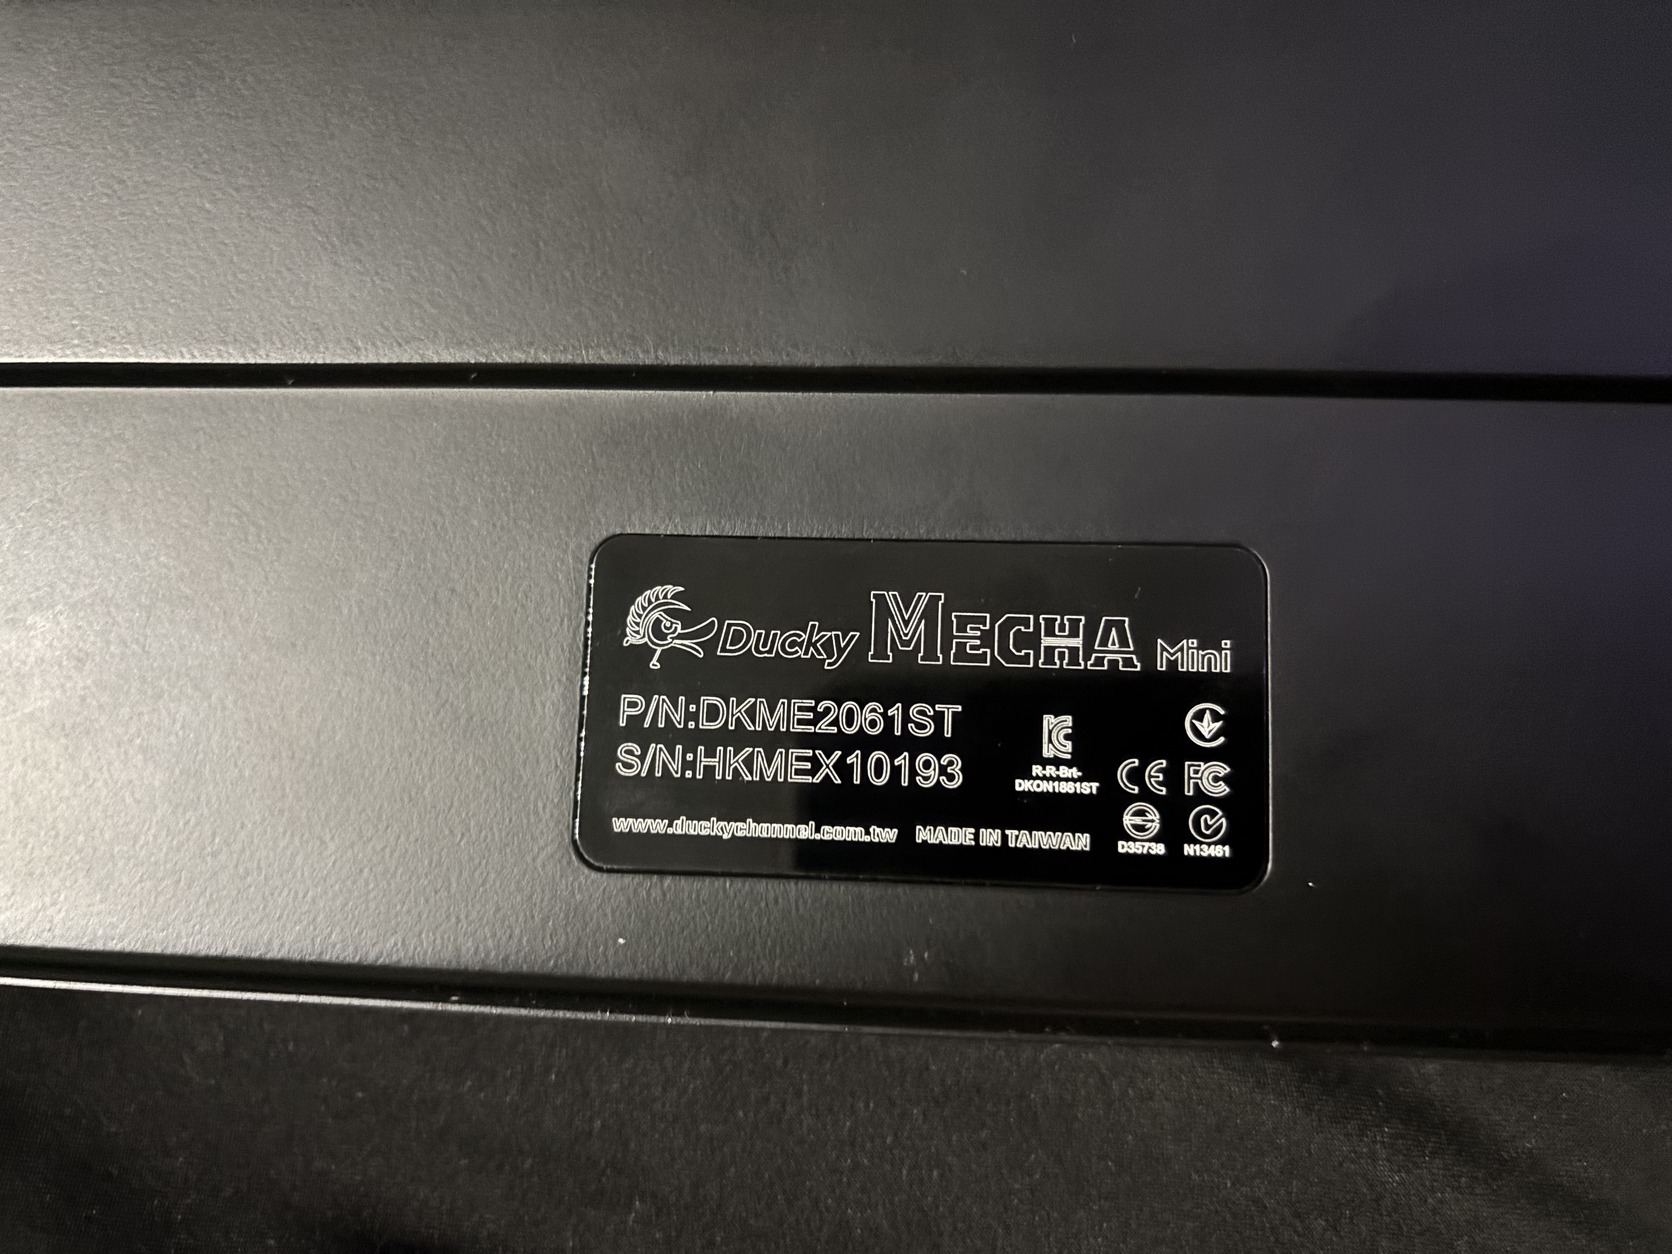 Ducky MECHA Mini
P/N:DKME2061ST
S/N:HKMEX10193
R-R-Brt-
DKON1861ST
CE FC
D35738 N13461
www.duckychannel.com.tw MADE IN TAIWAN